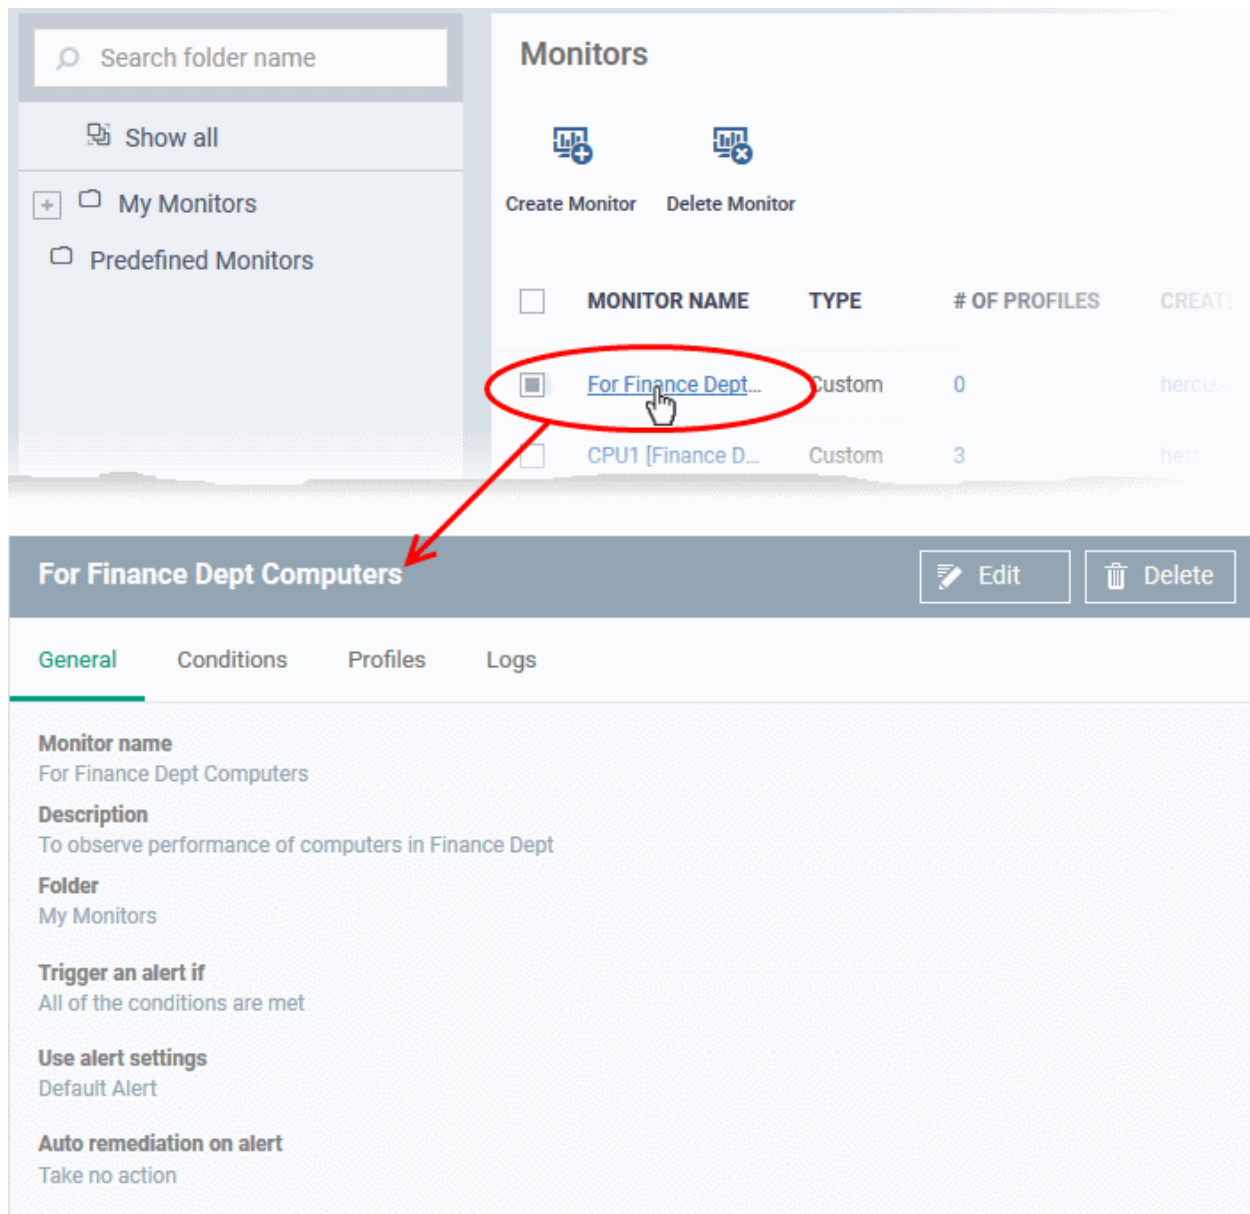 Search folder name
Show all
My Monitors
Predefined Monitors
Monitors
Create Monitor Delete Monitor
MONITOR NAME TYPE # OF PROFILES
For Finance Dept... Custom 0
CPU1 [Finance D... Custom 3
For Finance Dept Computers Edit Delete
General Conditions Profiles Logs
Monitor name
For Finance Dept Computers
Description
To observe performance of computers in Finance Dept
Folder
My Monitors
Trigger an alert if
All of the conditions are met
Use alert settings
Default Alert
Auto remediation on alert
Take no action